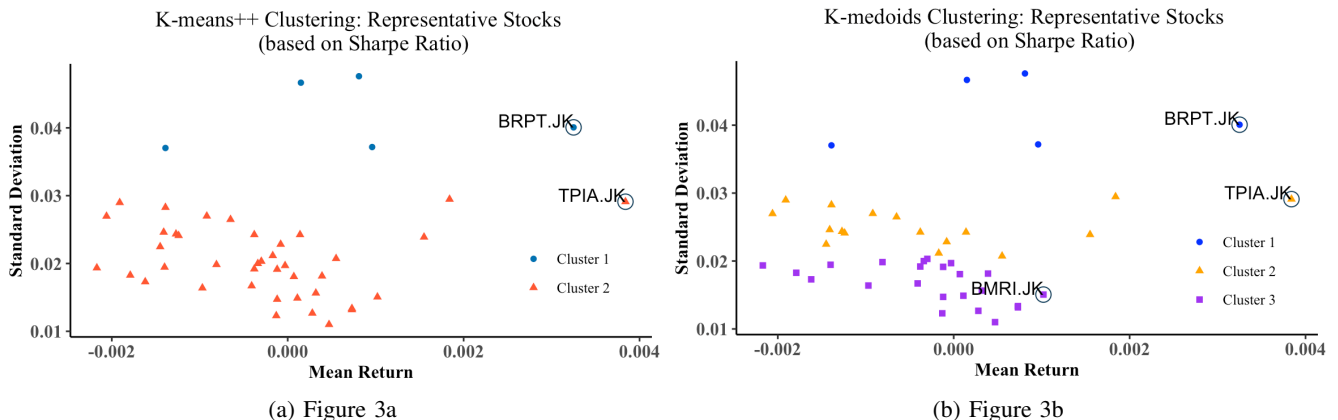 K-means++ Clustering: Representative Stocks
(based on Sharpe Ratio)
Standard Deviation
0.04
0.03
0.02
0.01
BRPT.JK
TPIA.JK
Cluster 1
Cluster 2
-0.002
0.000
0.002
0.004
Mean Return
(a) Figure 3a
K-medoids Clustering: Representative Stocks
(based on Sharpe Ratio)
Standard Deviation
0.04
0.03
0.02
0.01
BRPT.JK
TPIA.JK
BMRI.JK
Cluster 1
Cluster 2
Cluster 3
-0.002
0.000
0.002
0.004
Mean Return
(b) Figure 3b